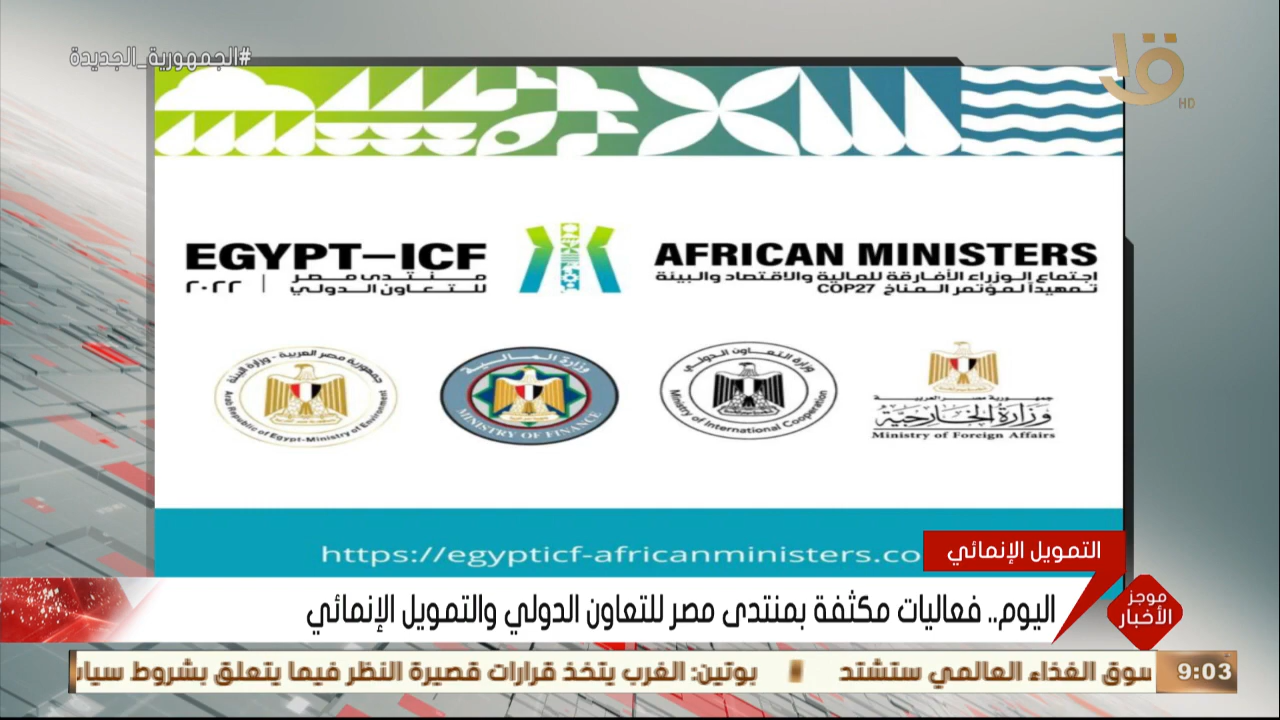 #الجمهورية_الجديدة
HD
EGYPT–ICF
منتدى مصر
للتعاون الدولي | ٢٠٢٢
AFRICAN MINISTERS
اجتماع الوزراء الأفارقة للمالية والاقتصاد والبيئة
تمهيداً لمؤتمر المناخ COP27
جمهورية مصر العربية - وزارة البيئة
Arab Republic of Egypt-Ministry of Environment
وزارة المالية
MINISTRY OF FINANCE
وزارة التعاون الدولي
Ministry of International Cooperation
جمهورية مصر العربية
وزارة الخارجية
Ministry of Foreign Affairs
https://egypticf-africanministers.co
التمويل الإنمائي
موجز
الأخبار
اليوم.. فعاليات مكثفة بمنتدى مصر للتعاون الدولي والتمويل الإنمائي
سوق الغذاء العالمي ستشتد بوتين: الغرب يتخذ قرارات قصيرة النظر فيما يتعلق بشروط سياس
9:03